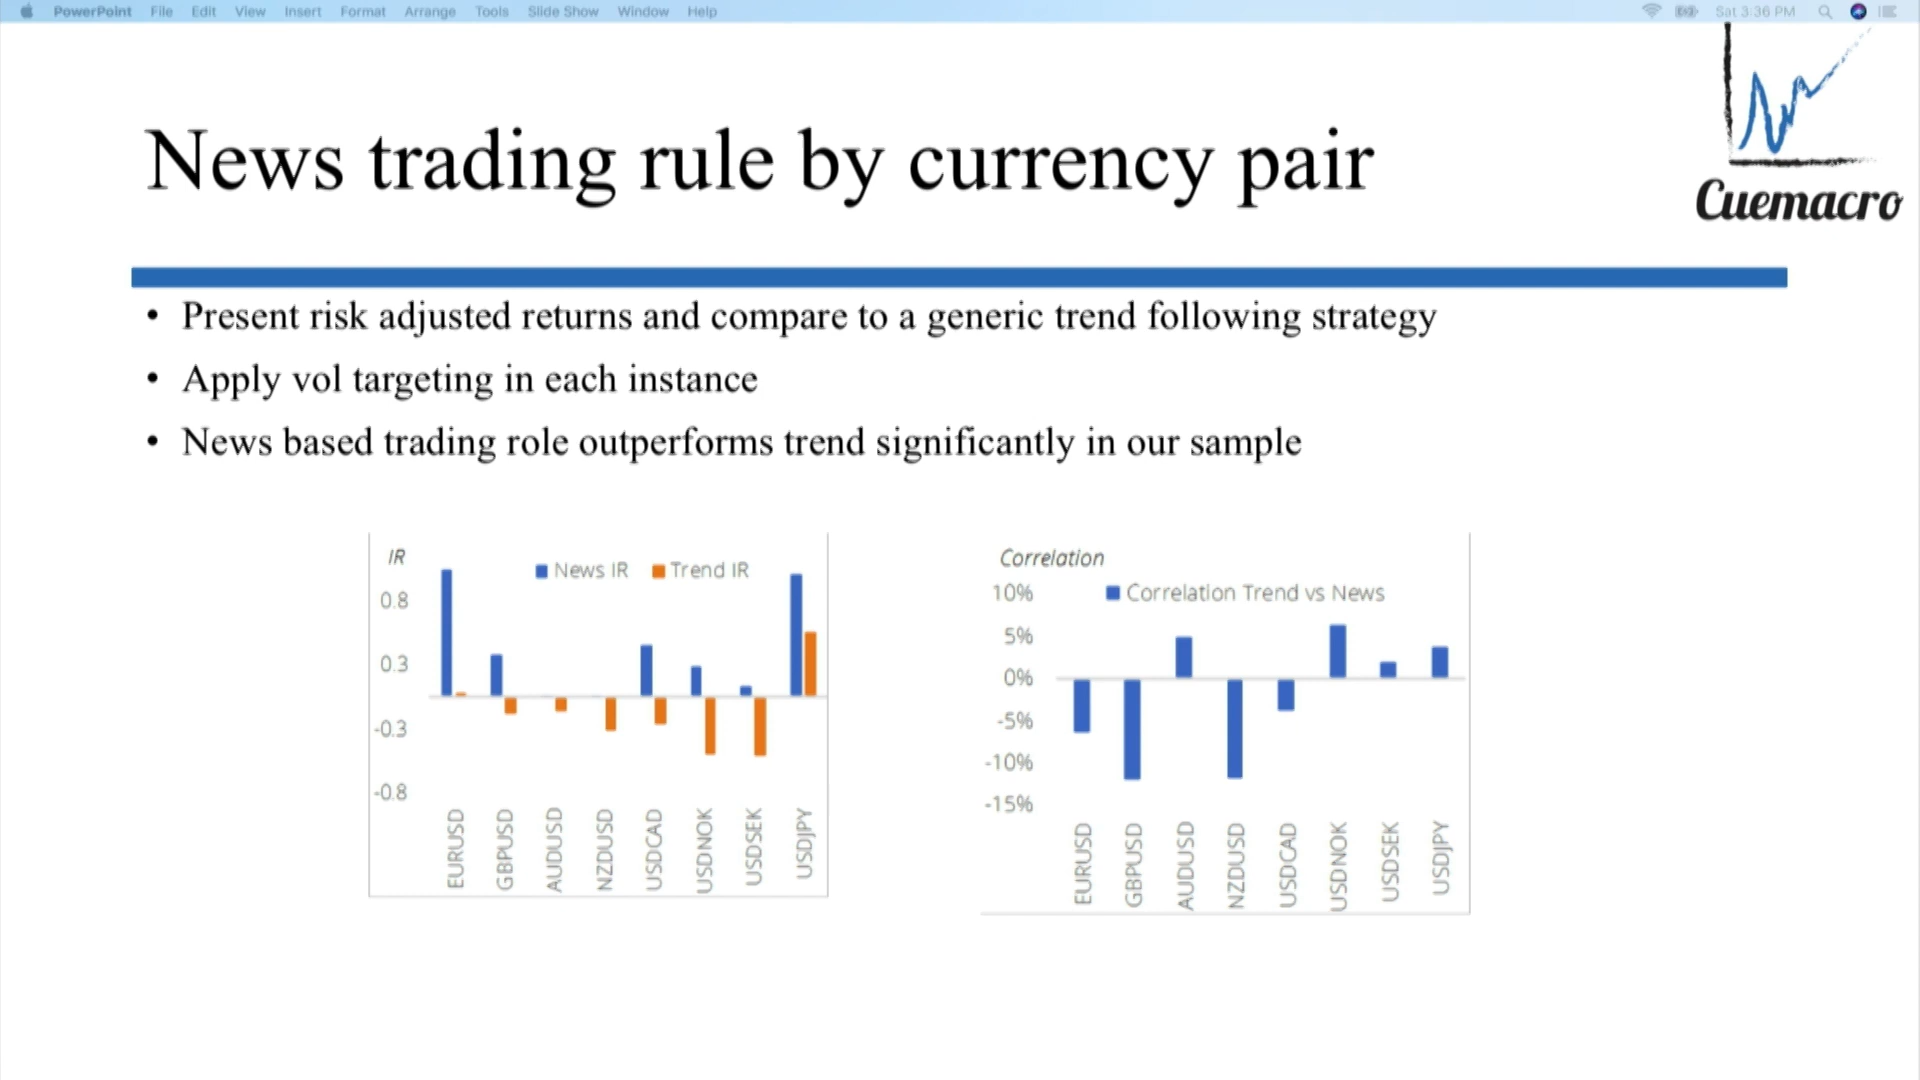 PowerPoint File Edit View Insert Format Arrange Tools Slide Show Window Help Sat 3:36 PM
Cuemacro
News trading rule by currency pair
• Present risk adjusted returns and compare to a generic trend following strategy
• Apply vol targeting in each instance
• News based trading role outperforms trend significantly in our sample
IR
News IR Trend IR
0.8
0.3
-0.3
-0.8
EURUSD
GBPUSD
AUDUSD
NZDUSD
USDCAD
USDNOK
USDSEK
USDJPY
Correlation
Correlation Trend vs News
10%
5%
0%
-5%
-10%
-15%
EURUSD
GBPUSD
AUDUSD
NZDUSD
USDCAD
USDNOK
USDSEK
USDJPY